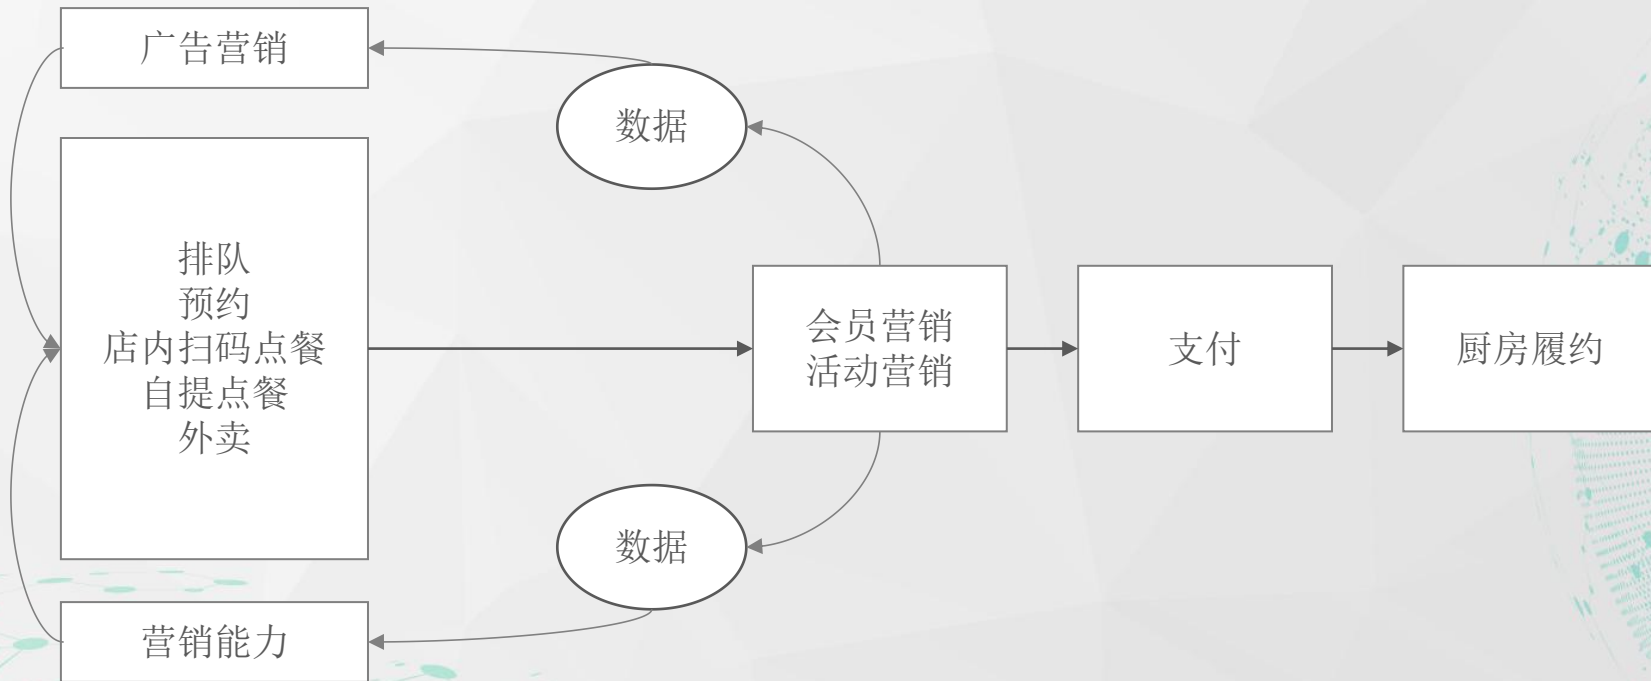 广告营销
数据
排队
预约
店内扫码点餐
自提点餐
外卖
会员营销
活动营销
支付
厨房履约
数据
营销能力